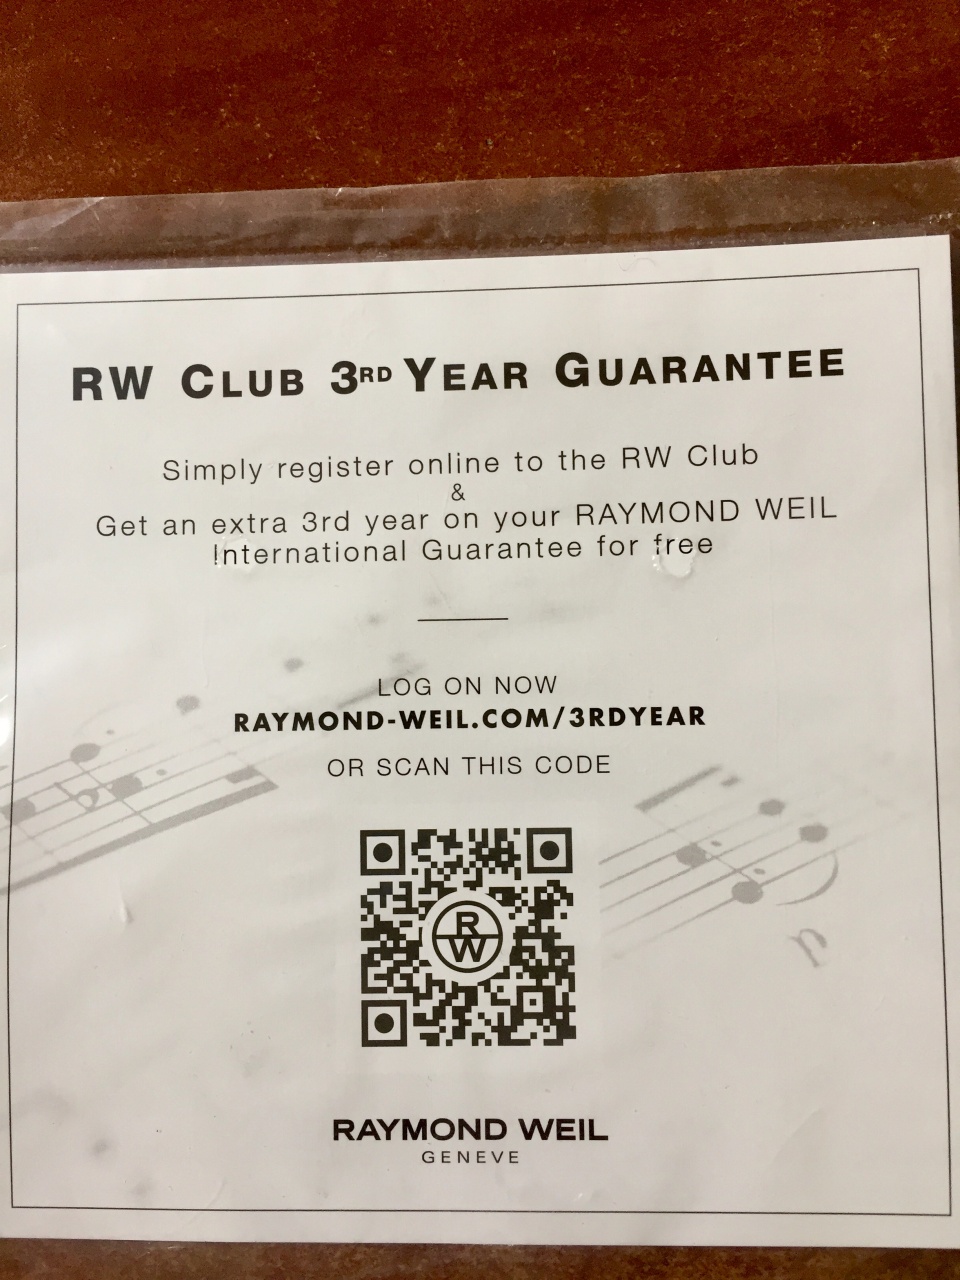 RW CLUB 3RD YEAR GUARANTEE
Simply register online to the RW Club
&
Get an extra 3rd year on your RAYMOND WEIL
International Guarantee for free
LOG ON NOW
RAYMOND-WEIL.COM/3RDYEAR
OR SCAN THIS CODE
RW
RAYMOND WEIL
GENEVE